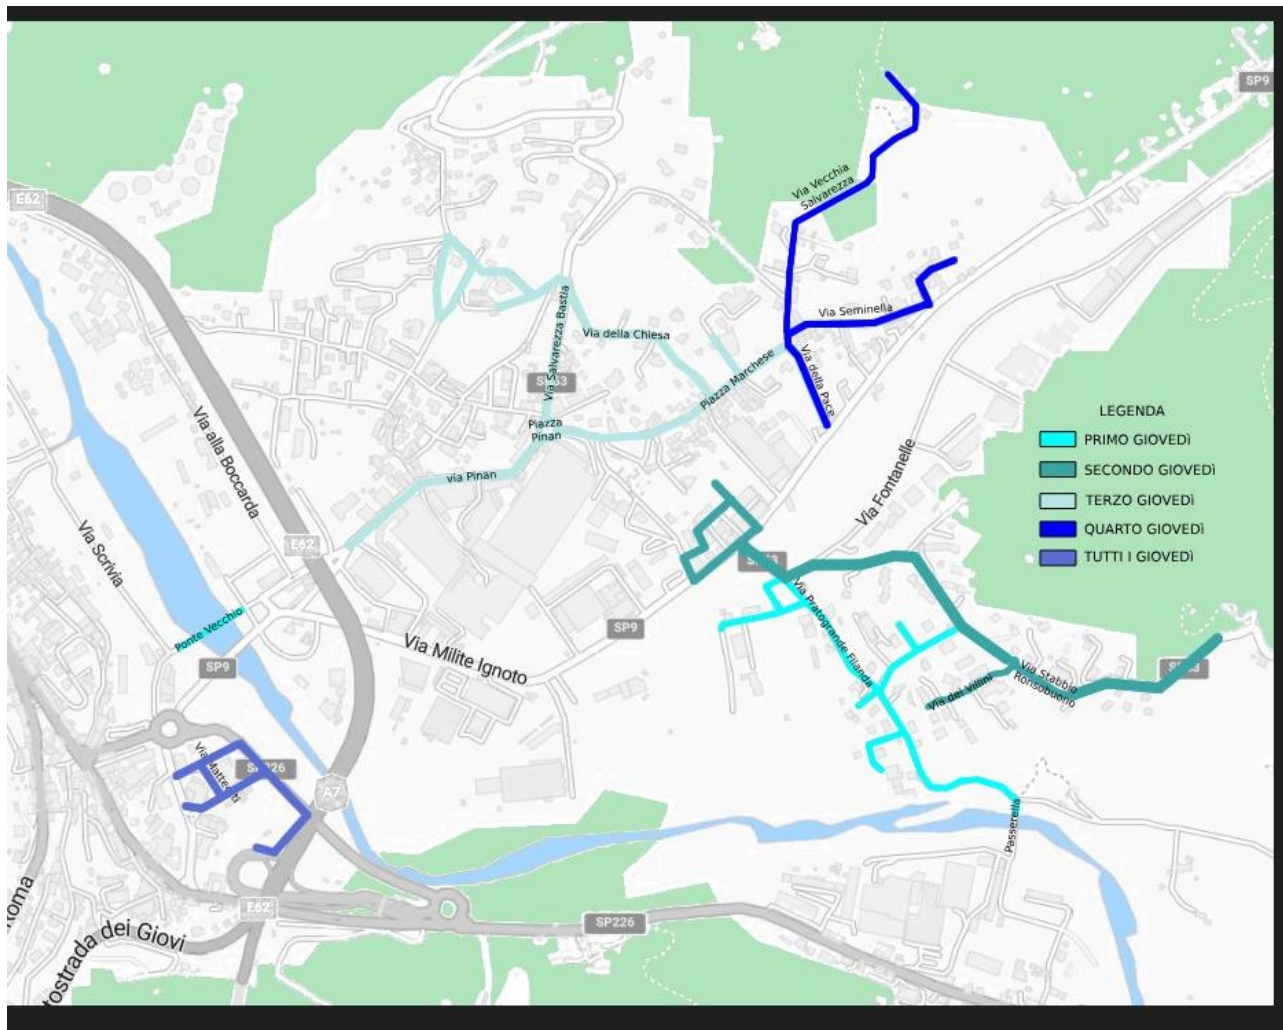 SP9
Via Vecchia
Salvarezza
E62
Via Seminella
Via Salvarezza Bastia
Via della Chiesa
Piazza Marchese
Via della Pace
Piazza
Pinan
via Pinan
Via alla Boccarda
Via Fontanelle
LEGENDA
PRIMO GIOVEDÌ
SECONDO GIOVEDÌ
TERZO GIOVEDÌ
QUARTO GIOVEDÌ
TUTTI I GIOVEDÌ
Via Scrivia
E62
Ponte Vecchio
SP9
Via Milite Ignoto
SP9
Via Pratogrande Filanda
Via Stabbio
Ronsobuono
Via dei Villini
A7
Passerella
E62
SP226
tostrada dei Giovi